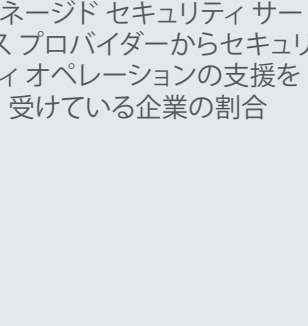 ネージド セキュリティ サー
ス プロバイダーからセキュリ
ィ オペレーションの支援を
受けている企業の割合